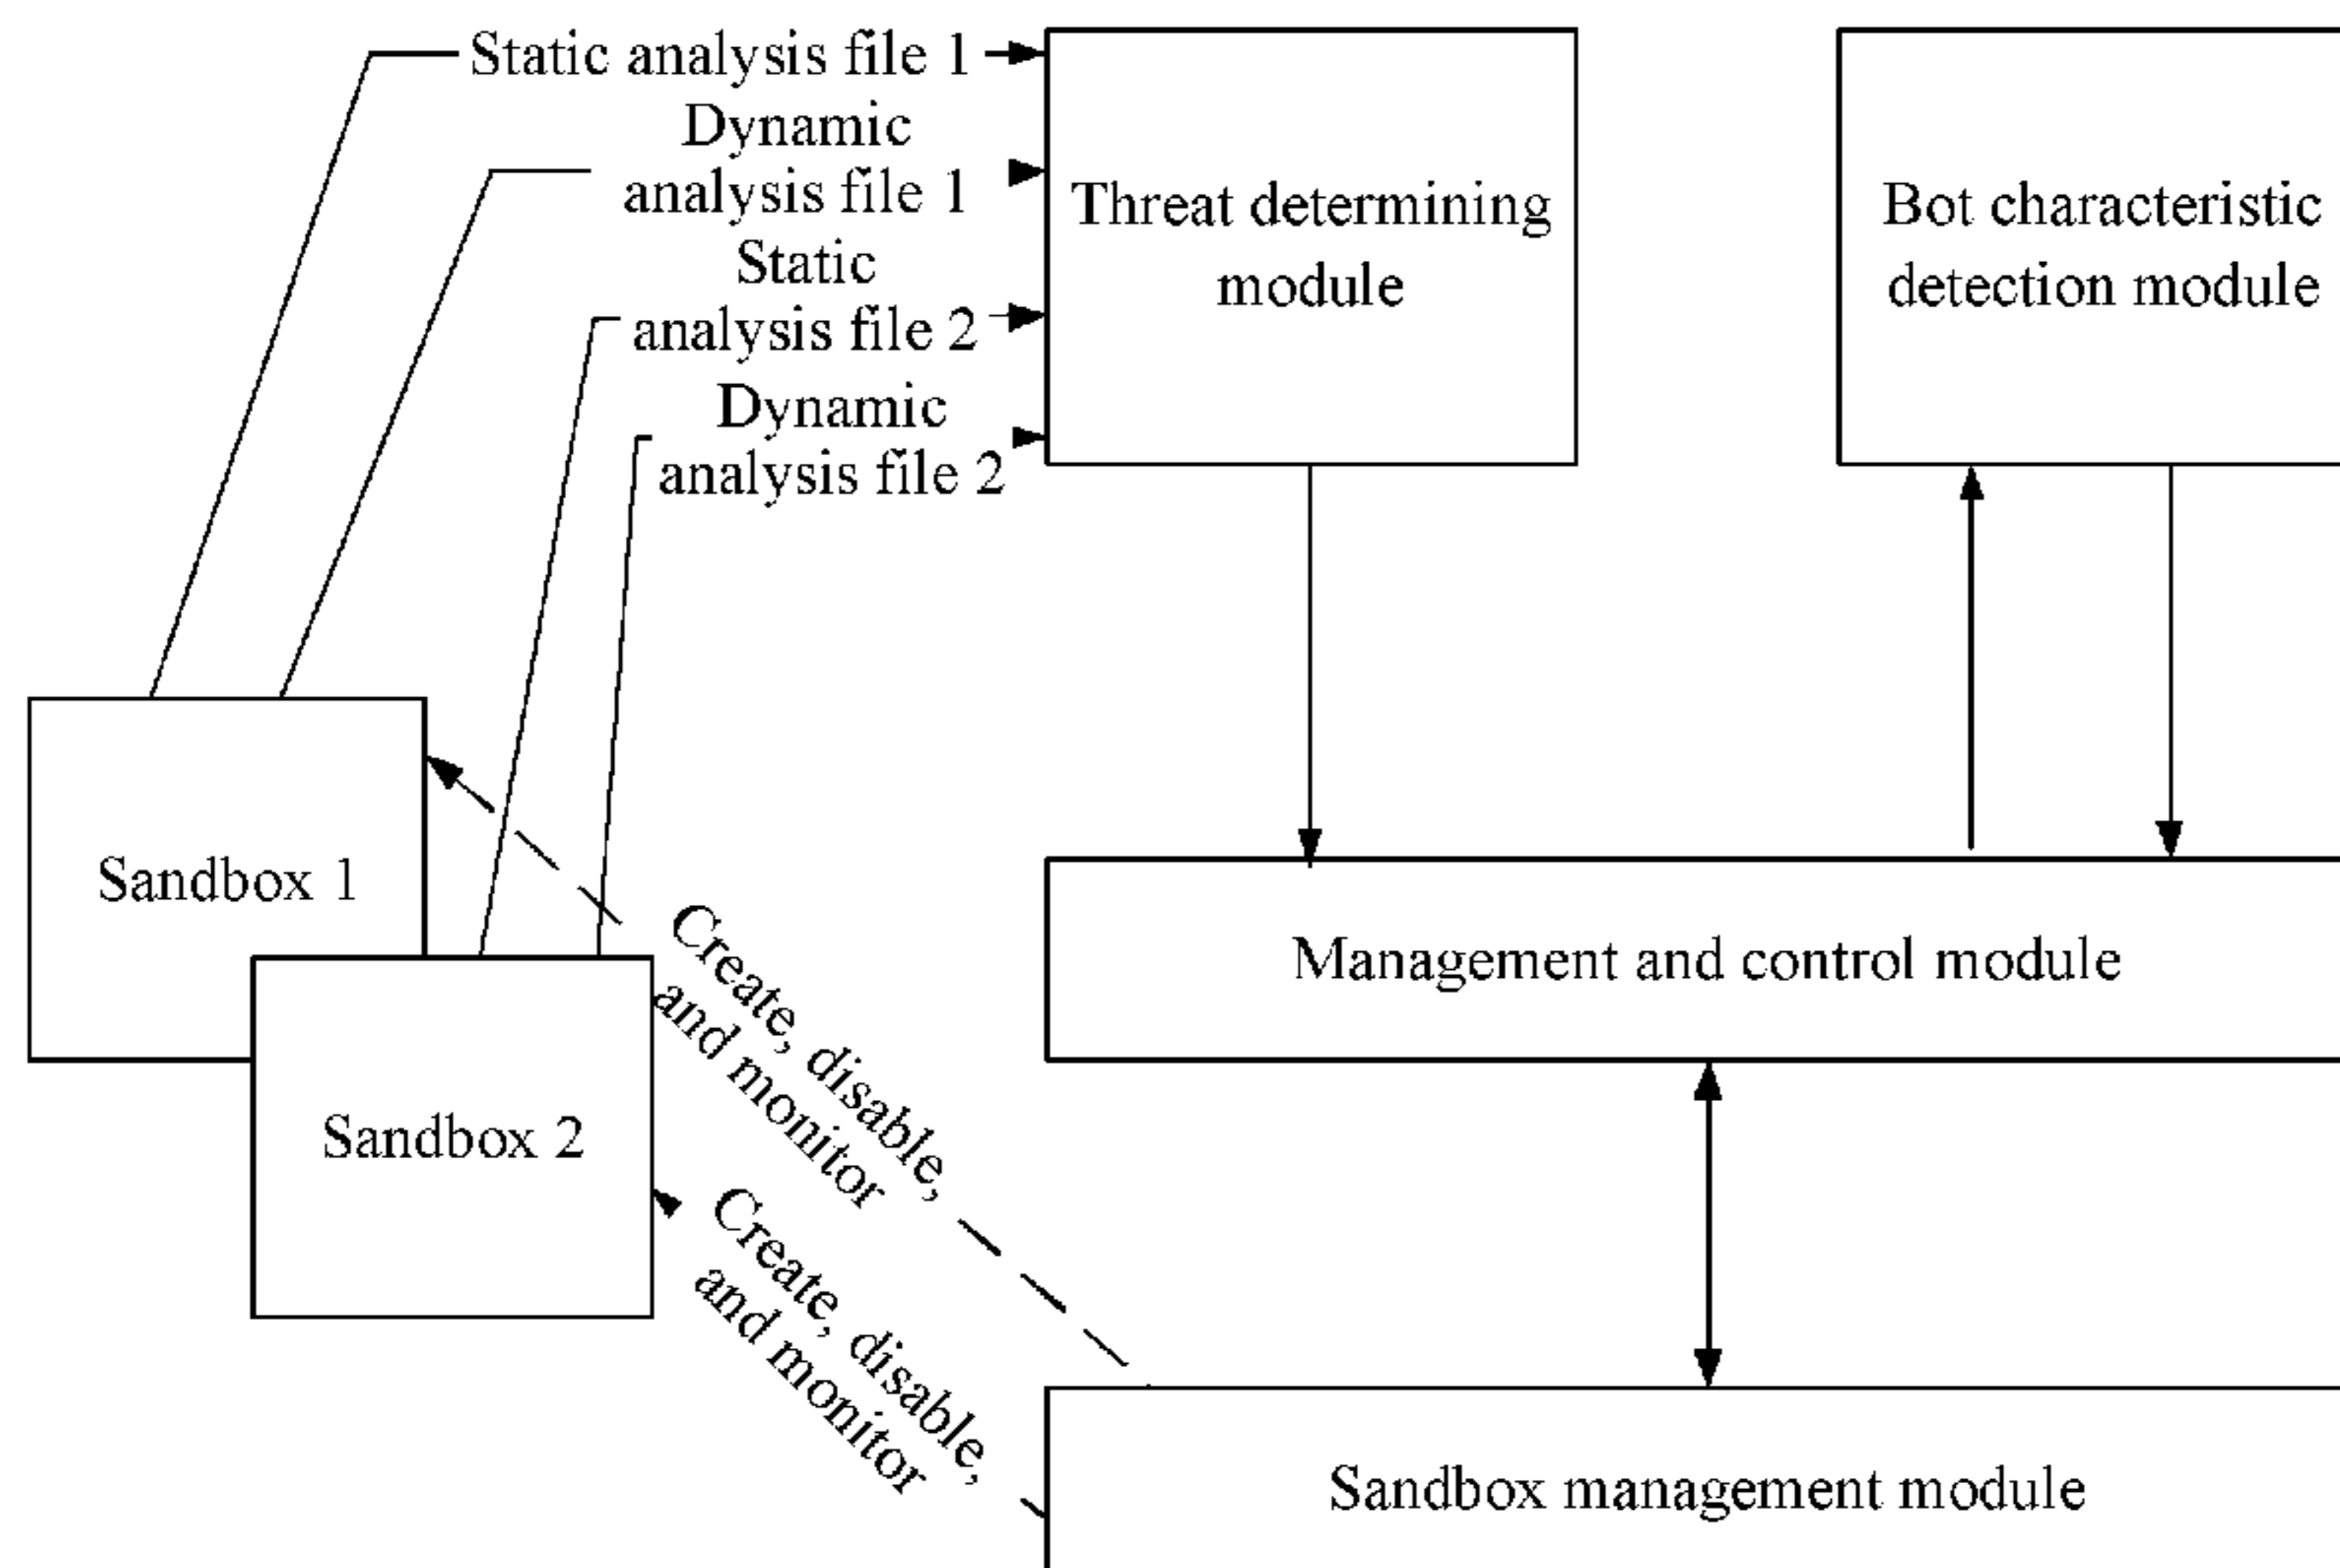 Static analysis file 1
Dynamic
analysis file 1
Static
analysis file 2
Dynamic
analysis file 2
Threat determining
module
Bot characteristic
detection module
Sandbox 1
Sandbox 2
Create, disable,
and monitor
Create, disable,
and monitor
Management and control module
Sandbox management module